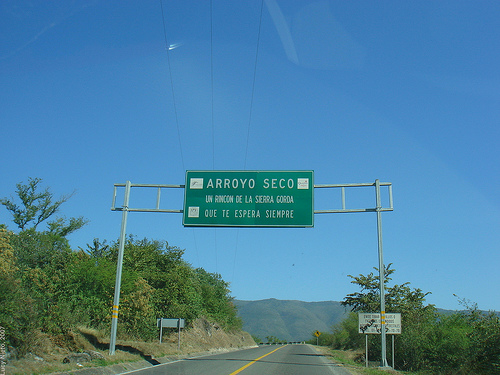 ARROYO SECO
UN RINCON DE LA SIERRA GORDA
QUE TE ESPERA SIEMPRE